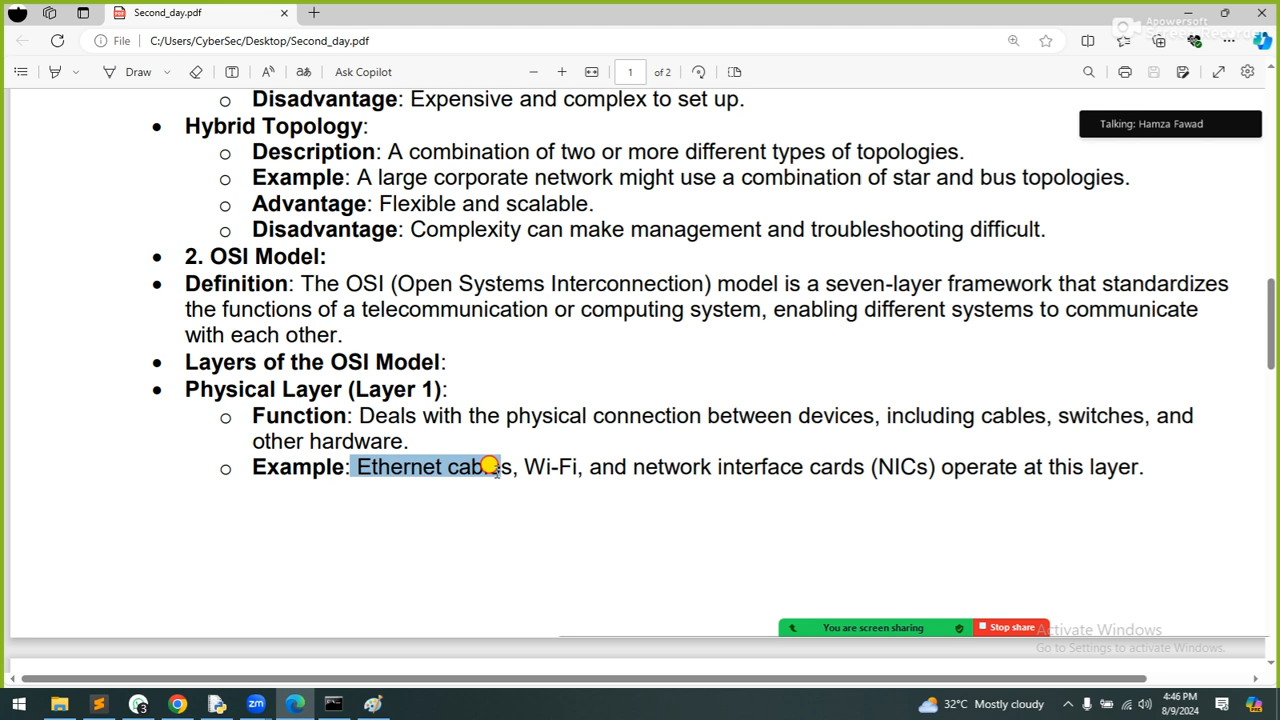 Second_day.pdf
File C:/Users/CyberSec/Desktop/Second_day.pdf
Apowersoft
Screen Recorder
Draw Ask Copilot 1 of 2
Disadvantage: Expensive and complex to set up.
Talking: Hamza Fawad
Hybrid Topology:
Description: A combination of two or more different types of topologies.
Example: A large corporate network might use a combination of star and bus topologies.
Advantage: Flexible and scalable.
Disadvantage: Complexity can make management and troubleshooting difficult.
2. OSI Model:
Definition: The OSI (Open Systems Interconnection) model is a seven-layer framework that standardizes
the functions of a telecommunication or computing system, enabling different systems to communicate
with each other.
Layers of the OSI Model:
Physical Layer (Layer 1):
Function: Deals with the physical connection between devices, including cables, switches, and
other hardware.
Example: Ethernet cables, Wi-Fi, and network interface cards (NICs) operate at this layer.
You are screen sharing Stop share
Activate Windows
Go to Settings to activate Windows.
zm 32°C Mostly cloudy 4:46 PM
8/9/2024